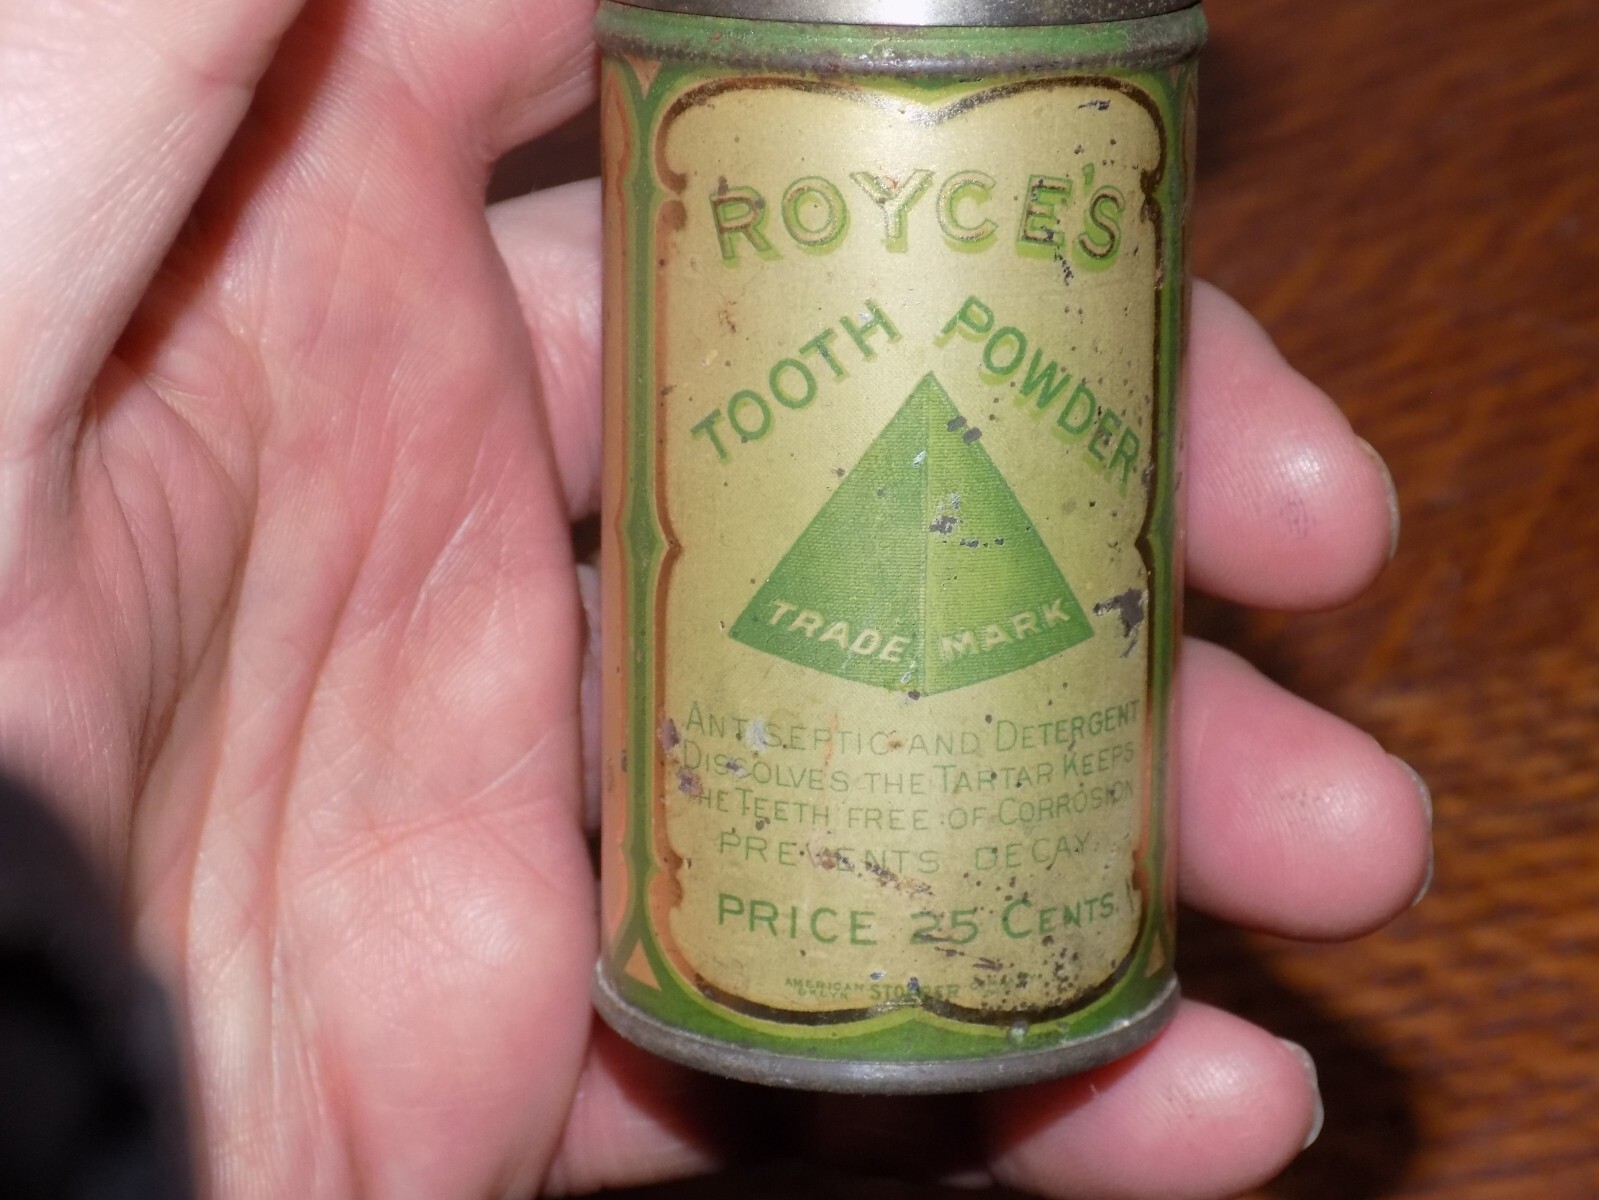 ROYCE'S
TOOTH POWDER
TRADE MARK
ANTISEPTIC AND DETERGENT
DISSOLVES THE TARTAR KEEPS
THE TEETH FREE OF CORROSION
PREVENTS DECAY.
PRICE 25 CENTS
AMERICAN STOPPER